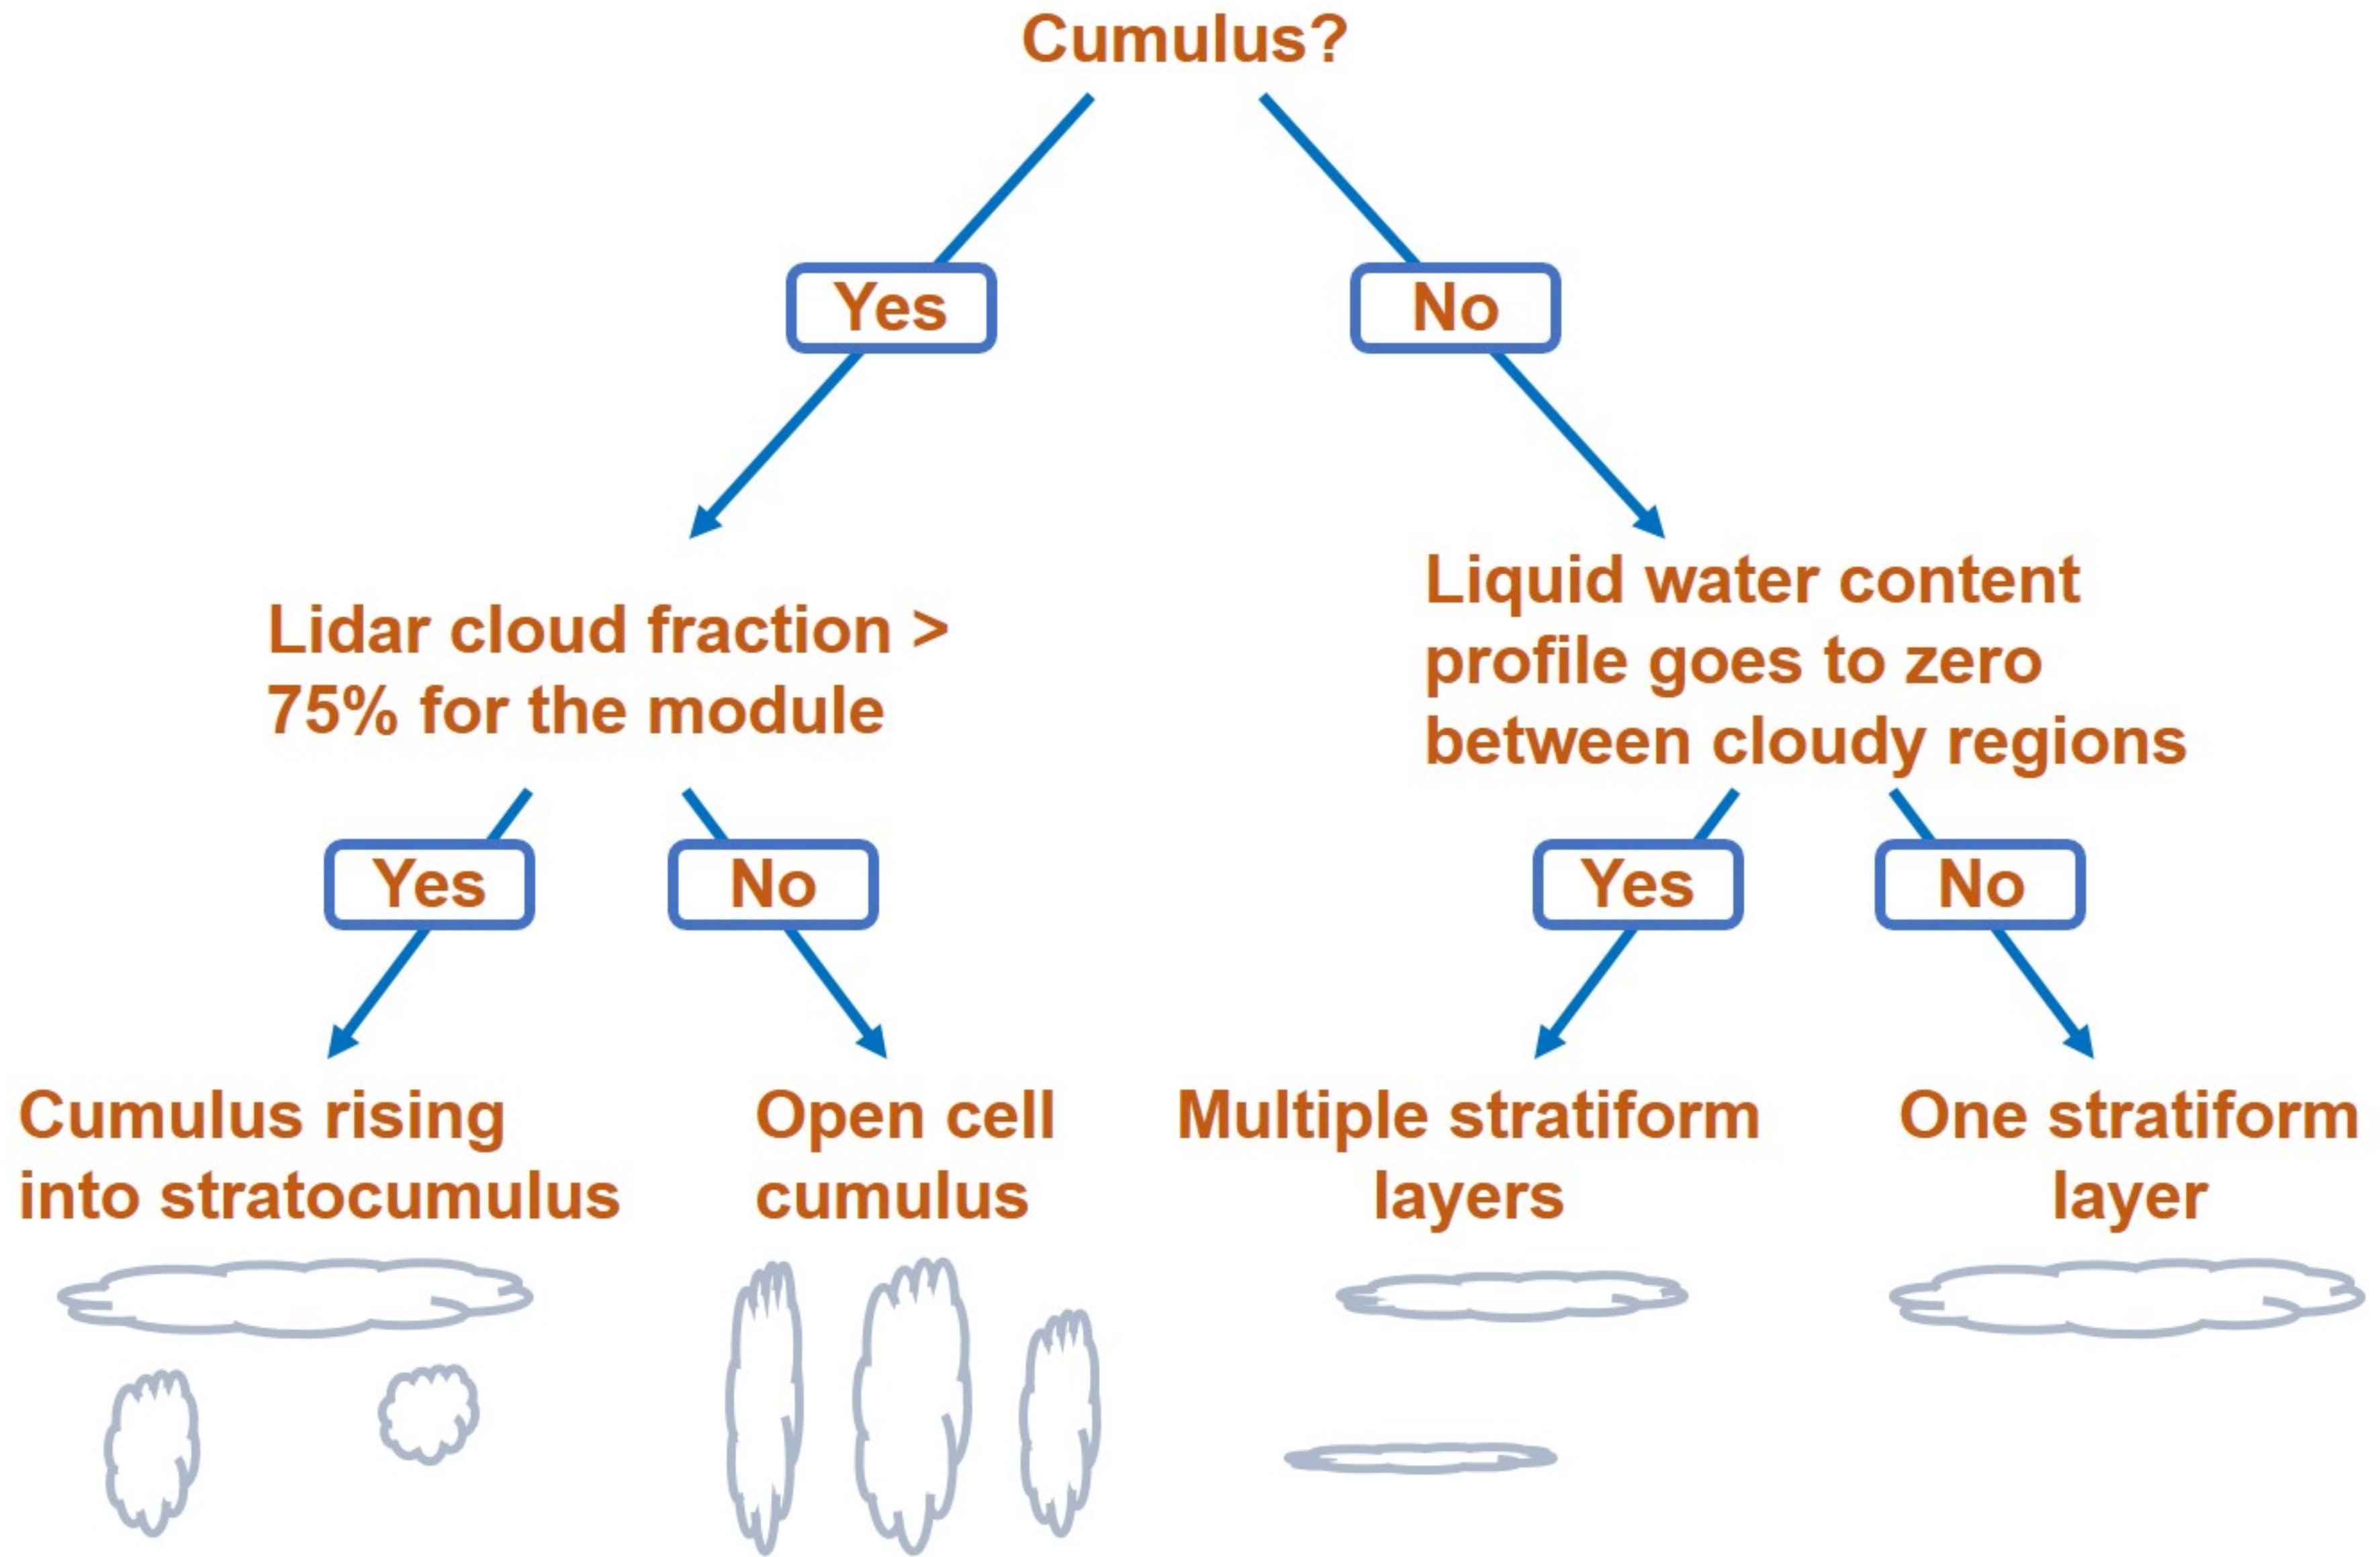 Cumulus?
Yes
No
Lidar cloud fraction >
75% for the module
Liquid water content
profile goes to zero
between cloudy regions
Yes
No
Yes
No
Cumulus rising
into stratocumulus
Open cell
cumulus
Multiple stratiform
layers
One stratiform
layer